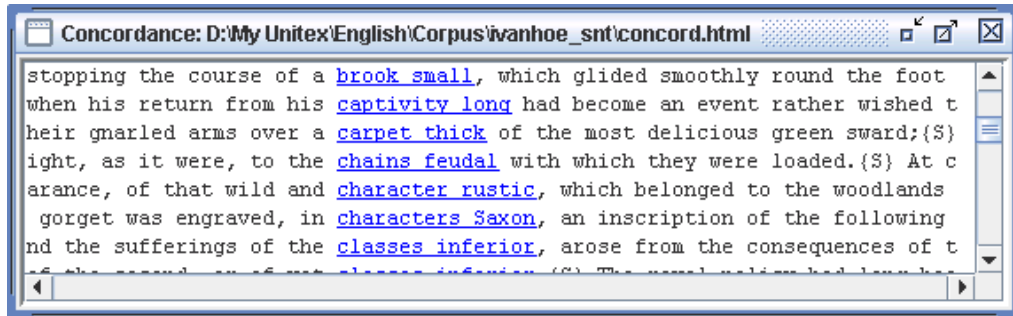 Concordance: D:\My Unitex\English\Corpus\ivanhoe_snt\concord.html
stopping the course of a brook small, which glided smoothly round the foot
when his return from his captivity long had become an event rather wished t
heir gnarled arms over a carpet thick of the most delicious green sward;{S}
ight, as it were, to the chains feudal with which they were loaded.{S} At c
arance, of that wild and character rustic, which belonged to the woodlands
gorget was engraved, in characters Saxon, an inscription of the following
nd the sufferings of the classes inferior, arose from the consequences of t